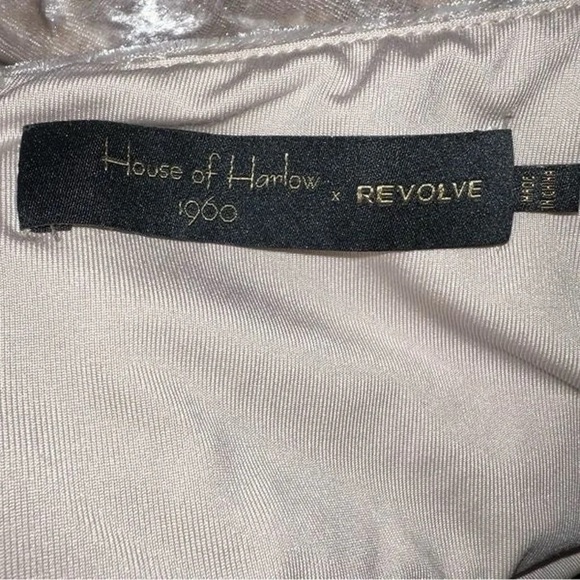 House of Harlow x REVOLVE
1960
MADE
IN CHINA